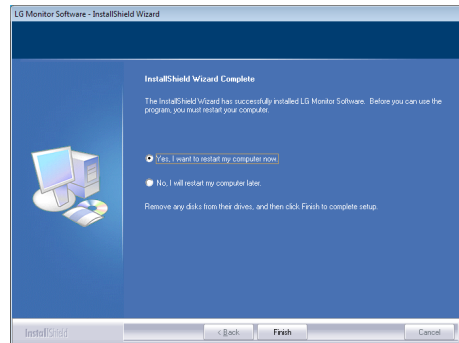 LG Monitor Software - InstallShield Wizard
InstallShield Wizard Complete
The InstallShield Wizard has successfully installed LG Monitor Software. Before you can use the
program, you must restart your computer.
Yes, I want to restart my computer now.
No, I will restart my computer later.
Remove any disks from their drives, and then click Finish to complete setup.
InstallShield
< Back Finish Cancel